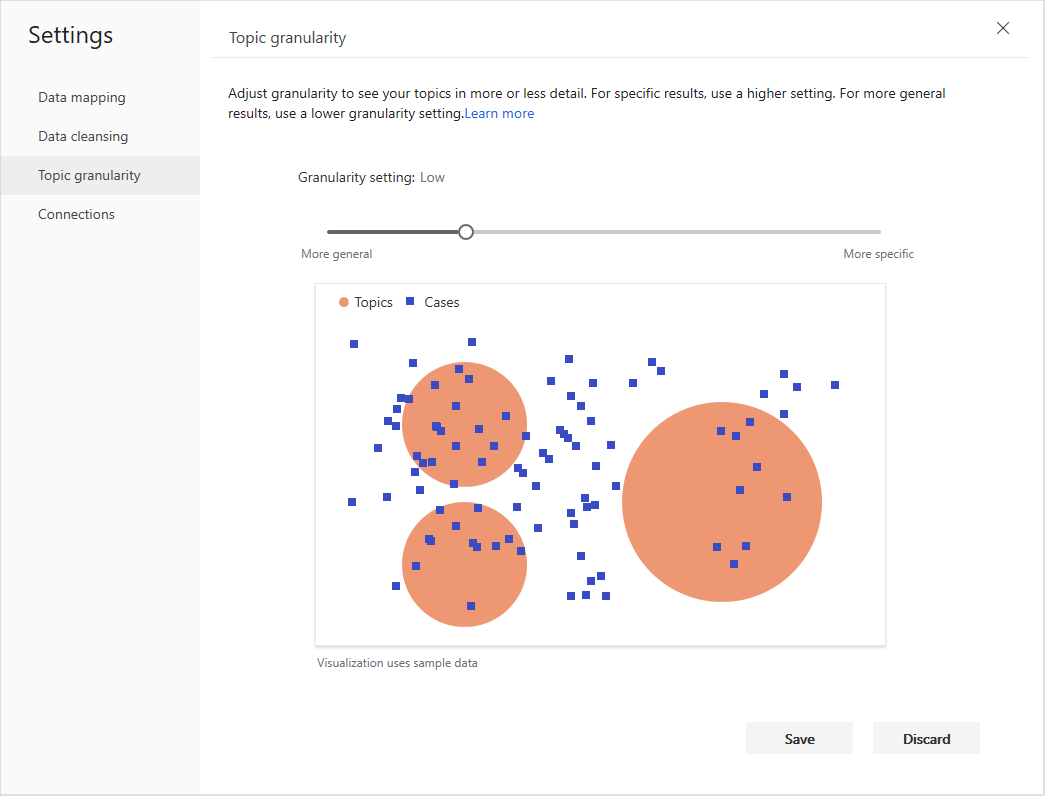 Settings
Data mapping
Data cleansing
Topic granularity
Connections
Topic granularity
Adjust granularity to see your topics in more or less detail. For specific results, use a higher setting. For more general
results, use a lower granularity setting.Learn more
Granularity setting: Low
More general
More specific
Topics
Cases
Visualization uses sample data
Save
Discard